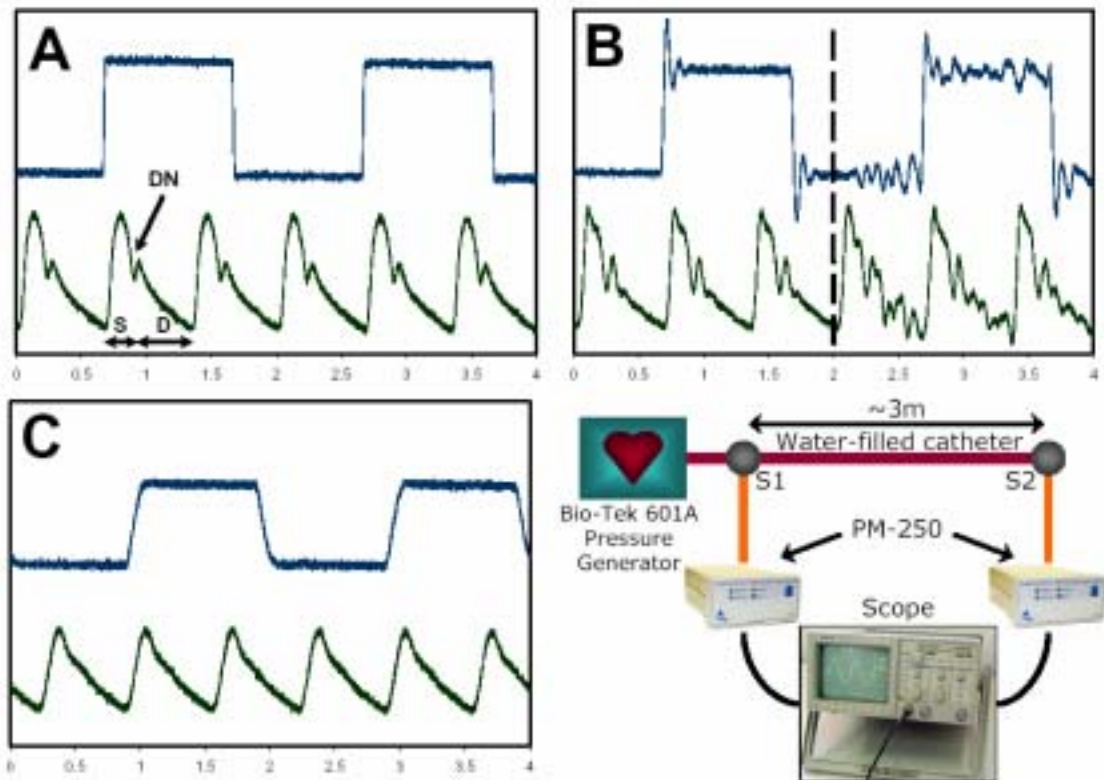 A
DN
S D
0 0.5 1 1.5 2 2.5 3 3.5 4
B
0 0.5 1 1.5 2 2.5 3 3.5 4
C
0 0.5 1 1.5 2 2.5 3 3.5 4
~3m
Water-filled catheter
S1 S2
Bio-Tek 601A
Pressure
Generator
PM-250
Scope